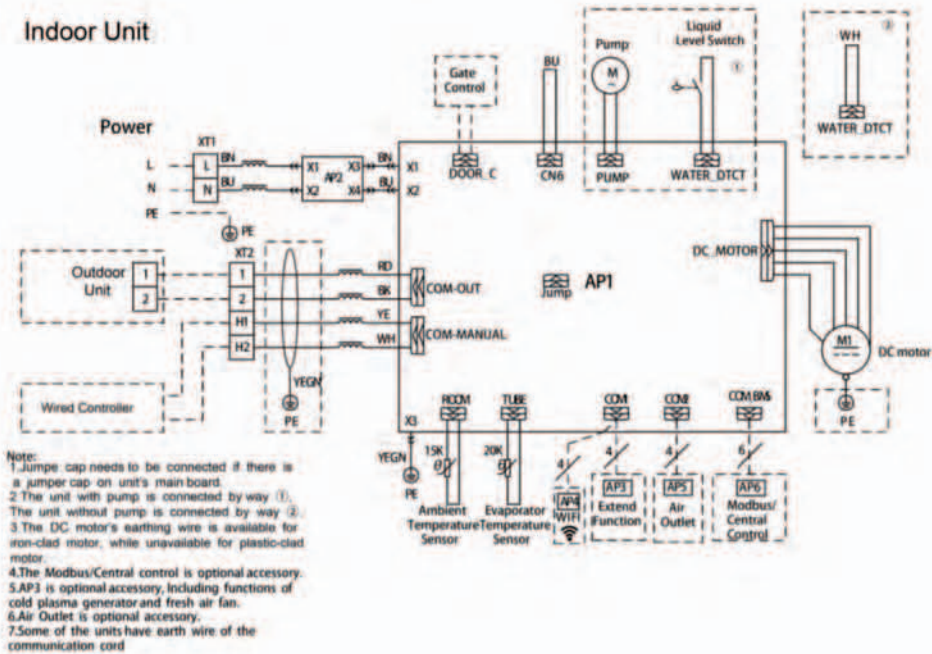 Indoor Unit
Power
XT1
L
L
BN
X1
X3
BN
X1
AP2
N
N
BU
X2
X4
BU
X2
PE
PE
Gate
Control
DOOR_C
BU
CN6
Pump
M
~
PUMP
Liquid
Level Switch
①
WATER_DTCT
②
WH
WATER_DTCT
Outdoor
Unit
1
2
XT2
1
2
H1
H2
RD
BK
COM-OUT
YE
WH
COM-MANUAL
YEGN
PE
Wired Controller
Jump
AP1
DC_MOTOR
M1
DC motor
PE
X3
YEGN
PE
ROOM
TUBE
COM1
COM2
COM_BMS
15K
θ
20K
θ
4
4
4
6
Ambient
Temperature
Sensor
Evaporator
Temperature
Sensor
AP4
WIFI
AP3
Extend
Function
AP5
Air
Outlet
AP6
Modbus/
Central
Control
Note:
1.Jumpe cap needs to be connected if there is
a jumper cap on unit's main board.
2 The unit with pump is connected by way ①.
The unit without pump is connected by way ②.
3 The DC motor's earthing wire is available for
iron-clad motor, while unavailable for plastic-clad
motor.
4.The Modbus/Central control is optional accessory.
5.AP3 is optional accessory, Including functions of
cold plasma generator and fresh air fan.
6.Air Outlet is optional accessory.
7.Some of the units have earth wire of the
communication cord